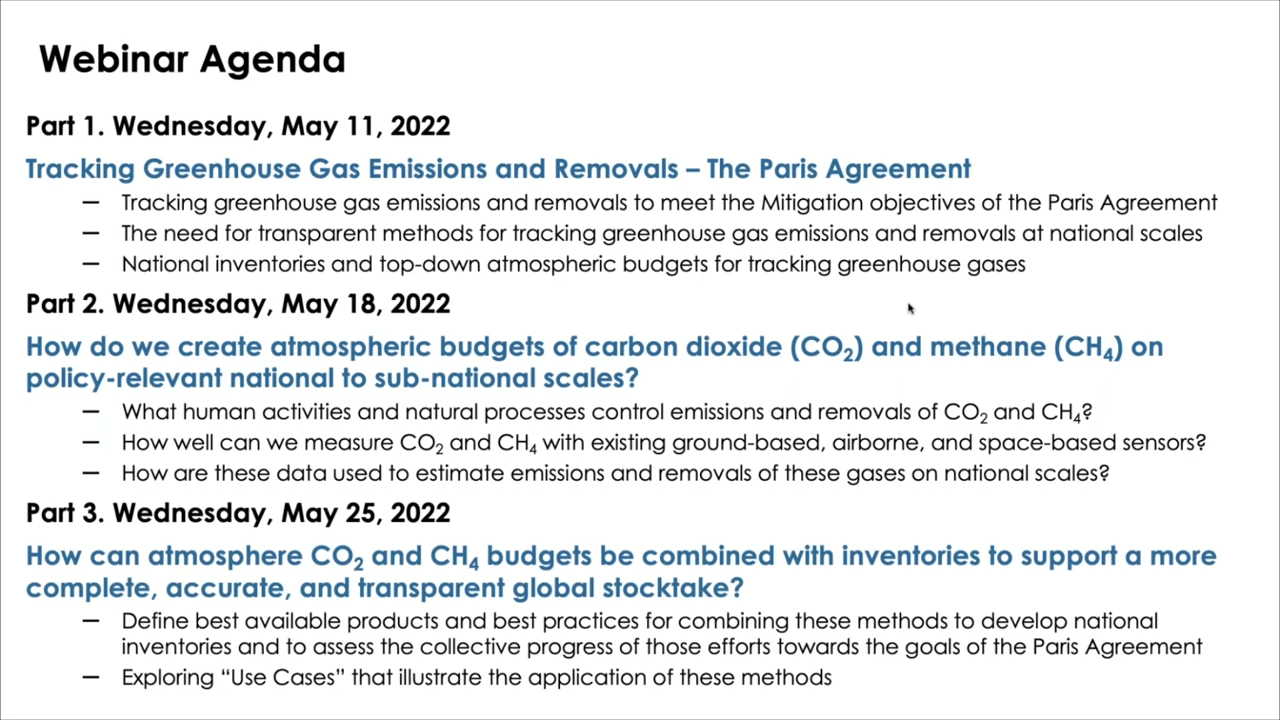 Webinar Agenda
Part 1. Wednesday, May 11, 2022
Tracking Greenhouse Gas Emissions and Removals – The Paris Agreement
— Tracking greenhouse gas emissions and removals to meet the Mitigation objectives of the Paris Agreement
— The need for transparent methods for tracking greenhouse gas emissions and removals at national scales
— National inventories and top-down atmospheric budgets for tracking greenhouse gases
Part 2. Wednesday, May 18, 2022
How do we create atmospheric budgets of carbon dioxide (CO₂) and methane (CH₄) on
policy-relevant national to sub-national scales?
— What human activities and natural processes control emissions and removals of CO₂ and CH₄?
— How well can we measure CO₂ and CH₄ with existing ground-based, airborne, and space-based sensors?
— How are these data used to estimate emissions and removals of these gases on national scales?
Part 3. Wednesday, May 25, 2022
How can atmosphere CO₂ and CH₄ budgets be combined with inventories to support a more
complete, accurate, and transparent global stocktake?
— Define best available products and best practices for combining these methods to develop national
inventories and to assess the collective progress of those efforts towards the goals of the Paris Agreement
— Exploring “Use Cases” that illustrate the application of these methods